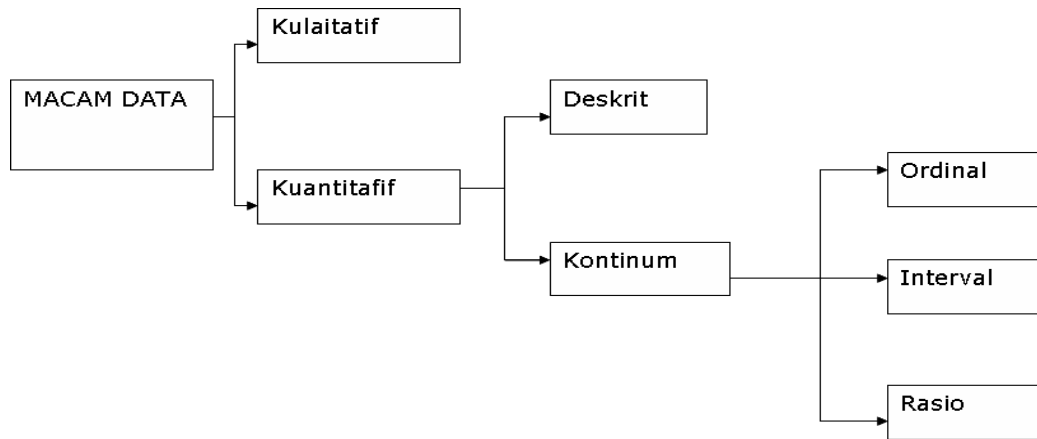 MACAM DATA
Kulaitatif
Kuantitafif
Deskrit
Kontinum
Ordinal
Interval
Rasio